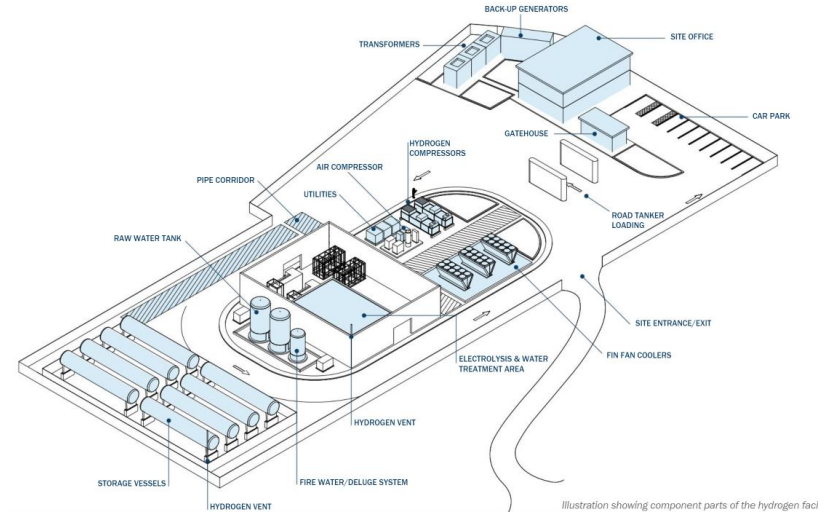 BACK-UP GENERATORS
TRANSFORMERS
SITE OFFICE
CAR PARK
GATEHOUSE
HYDROGEN
COMPRESSORS
AIR COMPRESSOR
PIPE CORRIDOR
UTILITIES
ROAD TANKER
LOADING
RAW WATER TANK
SITE ENTRANCE/EXIT
FIN FAN COOLERS
ELECTROLYSIS & WATER
TREATMENT AREA
HYDROGEN VENT
STORAGE VESSELS
FIRE WATER/DELUGE SYSTEM
HYDROGEN VENT
Illustration showing component parts of the hydrogen faci